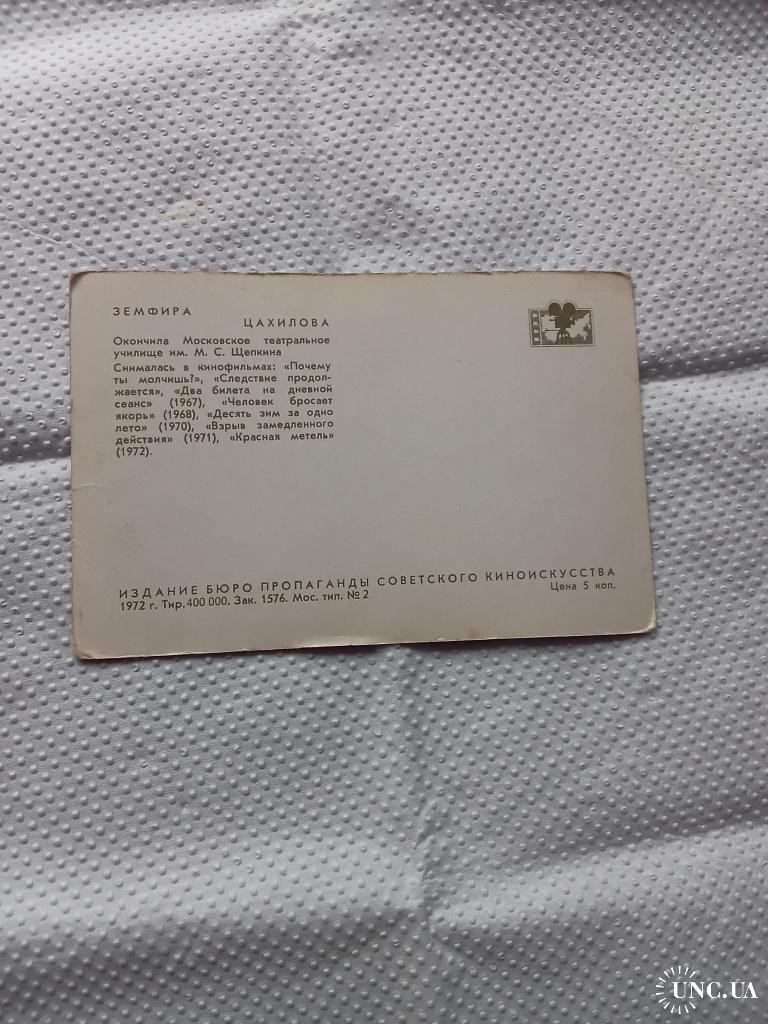 ЗЕМФИРА
ЦАХИЛОВА
Окончила Московское театральное
училище им. М. С. Щепкина
Снималась в кинофильмах: «Почему
ты молчишь?», «Следствие продол-
жается», «Два билета на дневной
сеанс» (1967), «Человек бросает
якорь» (1968), «Десять зим за одно
лето» (1970), «Взрыв замедленного
действия» (1971), «Красная метель»
(1972).
ИЗДАНИЕ БЮРО ПРОПАГАНДЫ СОВЕТСКОГО КИНОИСКУССТВА
1972 г. Тир. 400 000. Зак. 1576. Мос. тип. № 2
Цена 5 коп.
UNC.UA